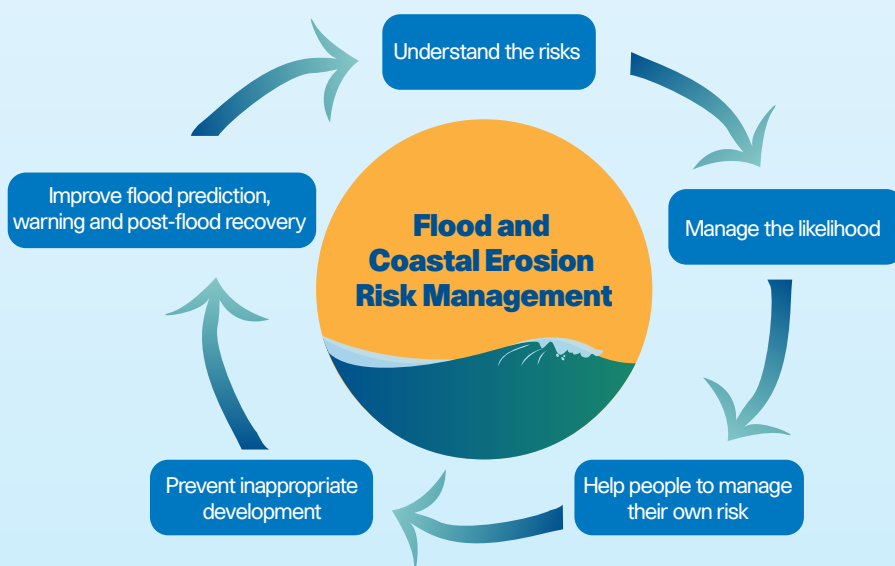 Understand the risks
Manage the likelihood
Help people to manage
their own risk
Prevent inappropriate
development
Improve flood prediction,
warning and post-flood recovery
Flood and
Coastal Erosion
Risk Management